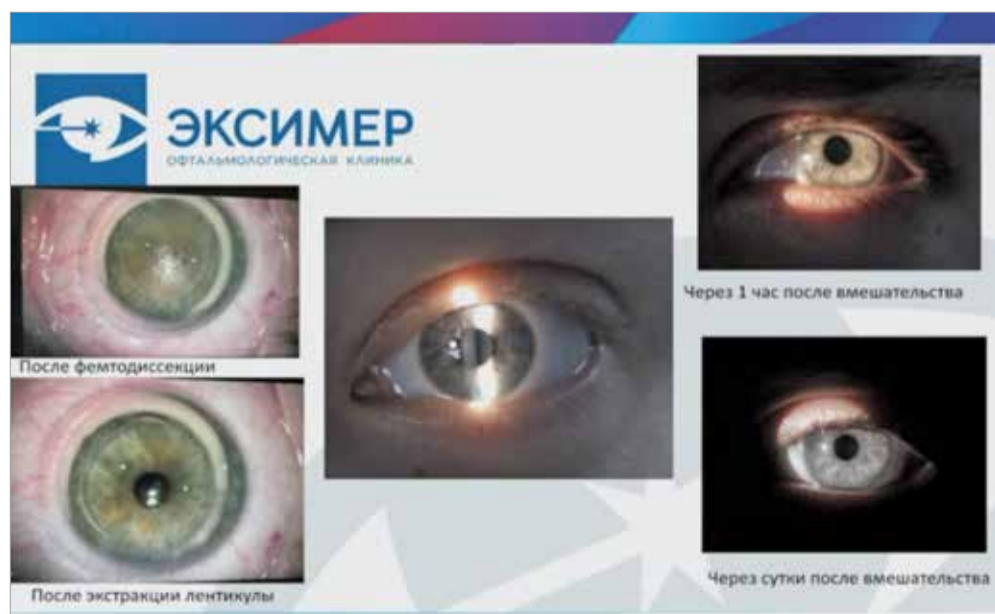 ЭКСИМЕР
ОФТАЛЬМОЛОГИЧЕСКАЯ КЛИНИКА
После фемтодиссекции
После экстракции лентикулы
Через 1 час после вмешательства
Через сутки после вмешательства